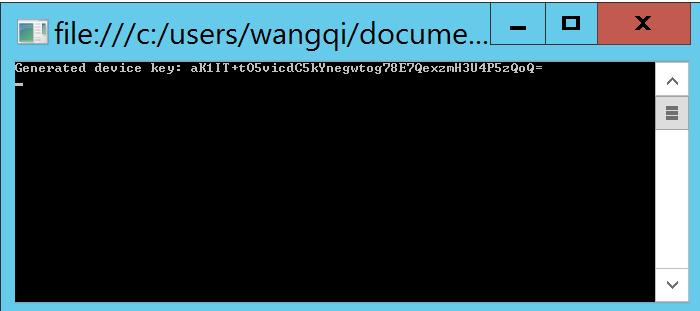 file:///c:/users/wangqi/docume...
Generated device key: aK1IT+tO5vicdC5kYnegwtog78E7QexzmH3U4P5zQoQ=